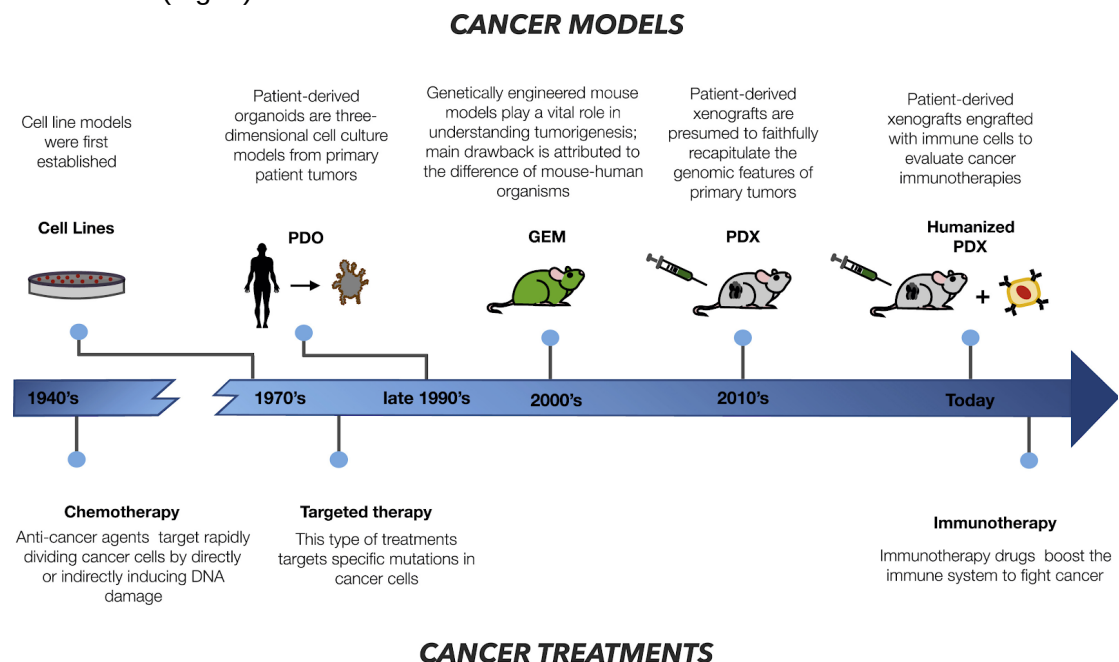 CANCER MODELS
Cell line models
were first
established
Patient-derived
organoids are three-
dimensional cell culture
models from primary
patient tumors
Genetically engineered mouse
models play a vital role in
understanding tumorigenesis;
main drawback is attributed to
the difference of mouse-human
organisms
Patient-derived
xenografts are
presumed to faithfully
recapitulate the
genomic features of
primary tumors
Patient-derived
xenografts engrafted
with immune cells to
evaluate cancer
immunotherapies
Cell Lines
PDO
GEM
PDX
Humanized
PDX
+
1940's
1970's
late 1990's
2000's
2010's
Today
Chemotherapy
Anti-cancer agents target rapidly
dividing cancer cells by directly
or indirectly inducing DNA
damage
Targeted therapy
This type of treatments
targets specific mutations in
cancer cells
Immunotherapy
Immunotherapy drugs boost the
immune system to fight cancer
CANCER TREATMENTS